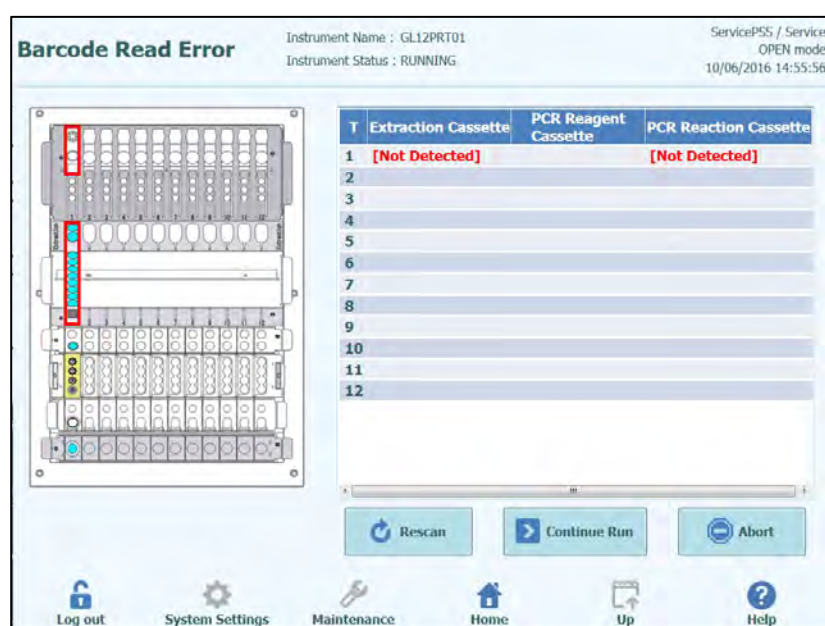 Barcode Read Error
Instrument Name : GL12PRT01
Instrument Status : RUNNING
ServicePSS / Service
OPEN mode
10/06/2016 14:55:56
T Extraction Cassette PCR Reagent Cassette PCR Reaction Cassette
1 [Not Detected] [Not Detected]
2
3
4
5
6
7
8
9
10
11
12
Rescan Continue Run Abort
Log out System Settings Maintenance Home Up Help